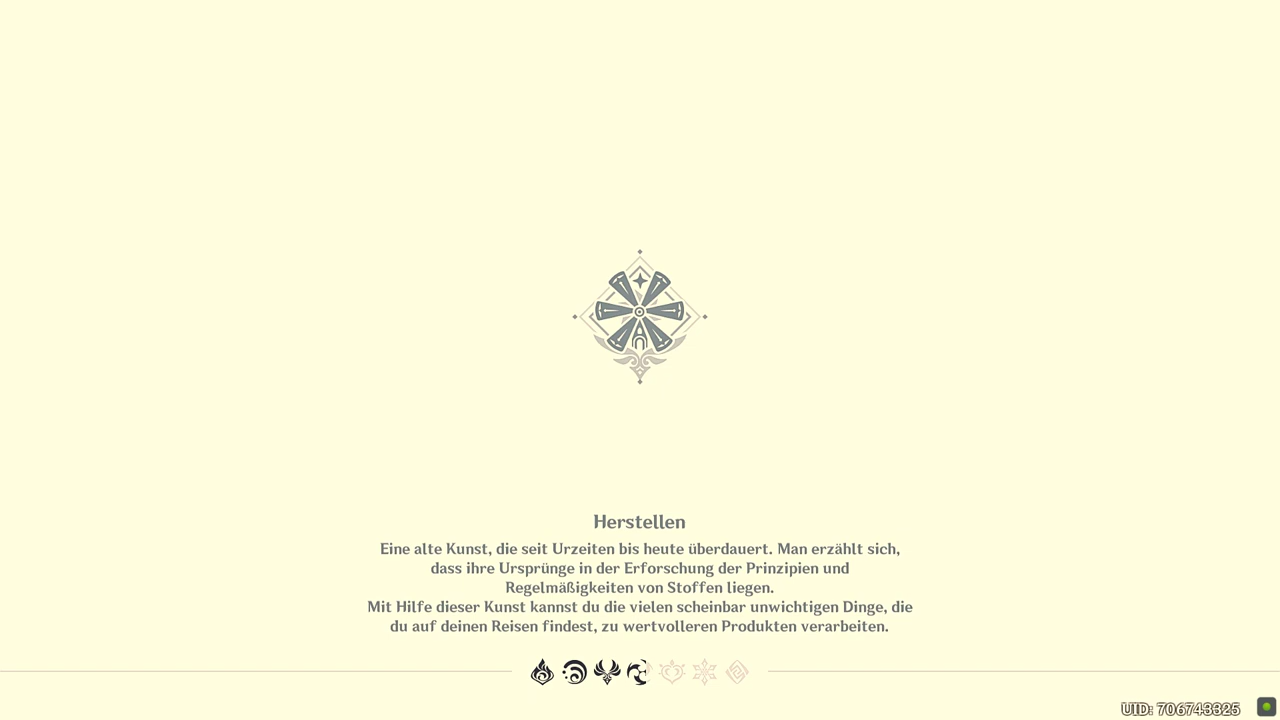 Herstellen
Eine alte Kunst, die seit Urzeiten bis heute überdauert. Man erzählt sich,
dass ihre Ursprünge in der Erforschung der Prinzipien und
Regelmäßigkeiten von Stoffen liegen.
Mit Hilfe dieser Kunst kannst du die vielen scheinbar unwichtigen Dinge, die
du auf deinen Reisen findest, zu wertvolleren Produkten verarbeiten.
UID: 706743325